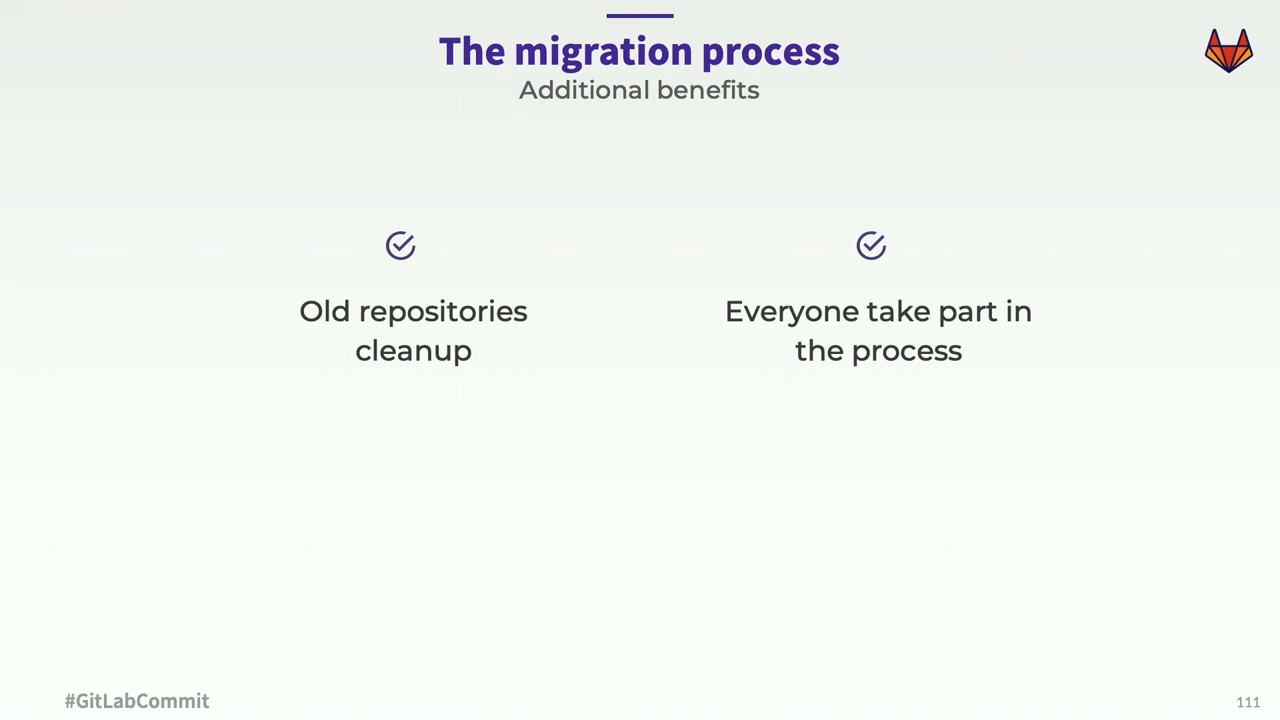 The migration process
Additional benefits
Old repositories
cleanup
Everyone take part in
the process
#GitLabCommit
111